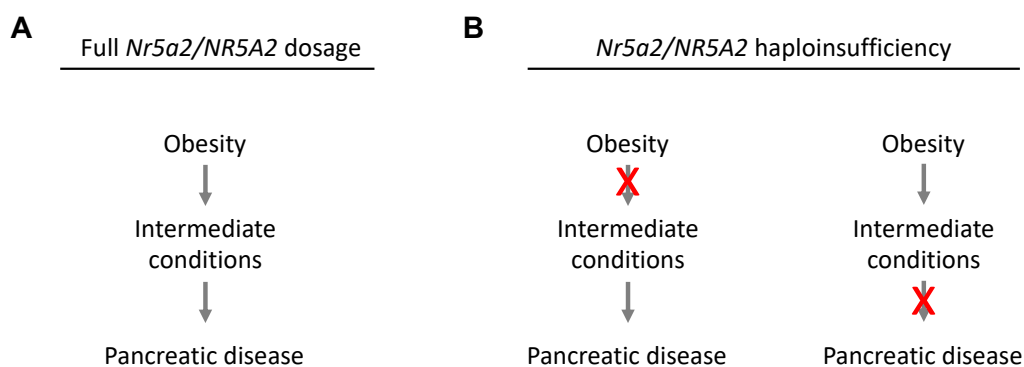 A
Full Nr5a2/NR5A2 dosage
Obesity
Intermediate
conditions
Pancreatic disease
B
Nr5a2/NR5A2 haploinsufficiency
Obesity
X
Intermediate
conditions
Pancreatic disease
Obesity
Intermediate
conditions
X
Pancreatic disease